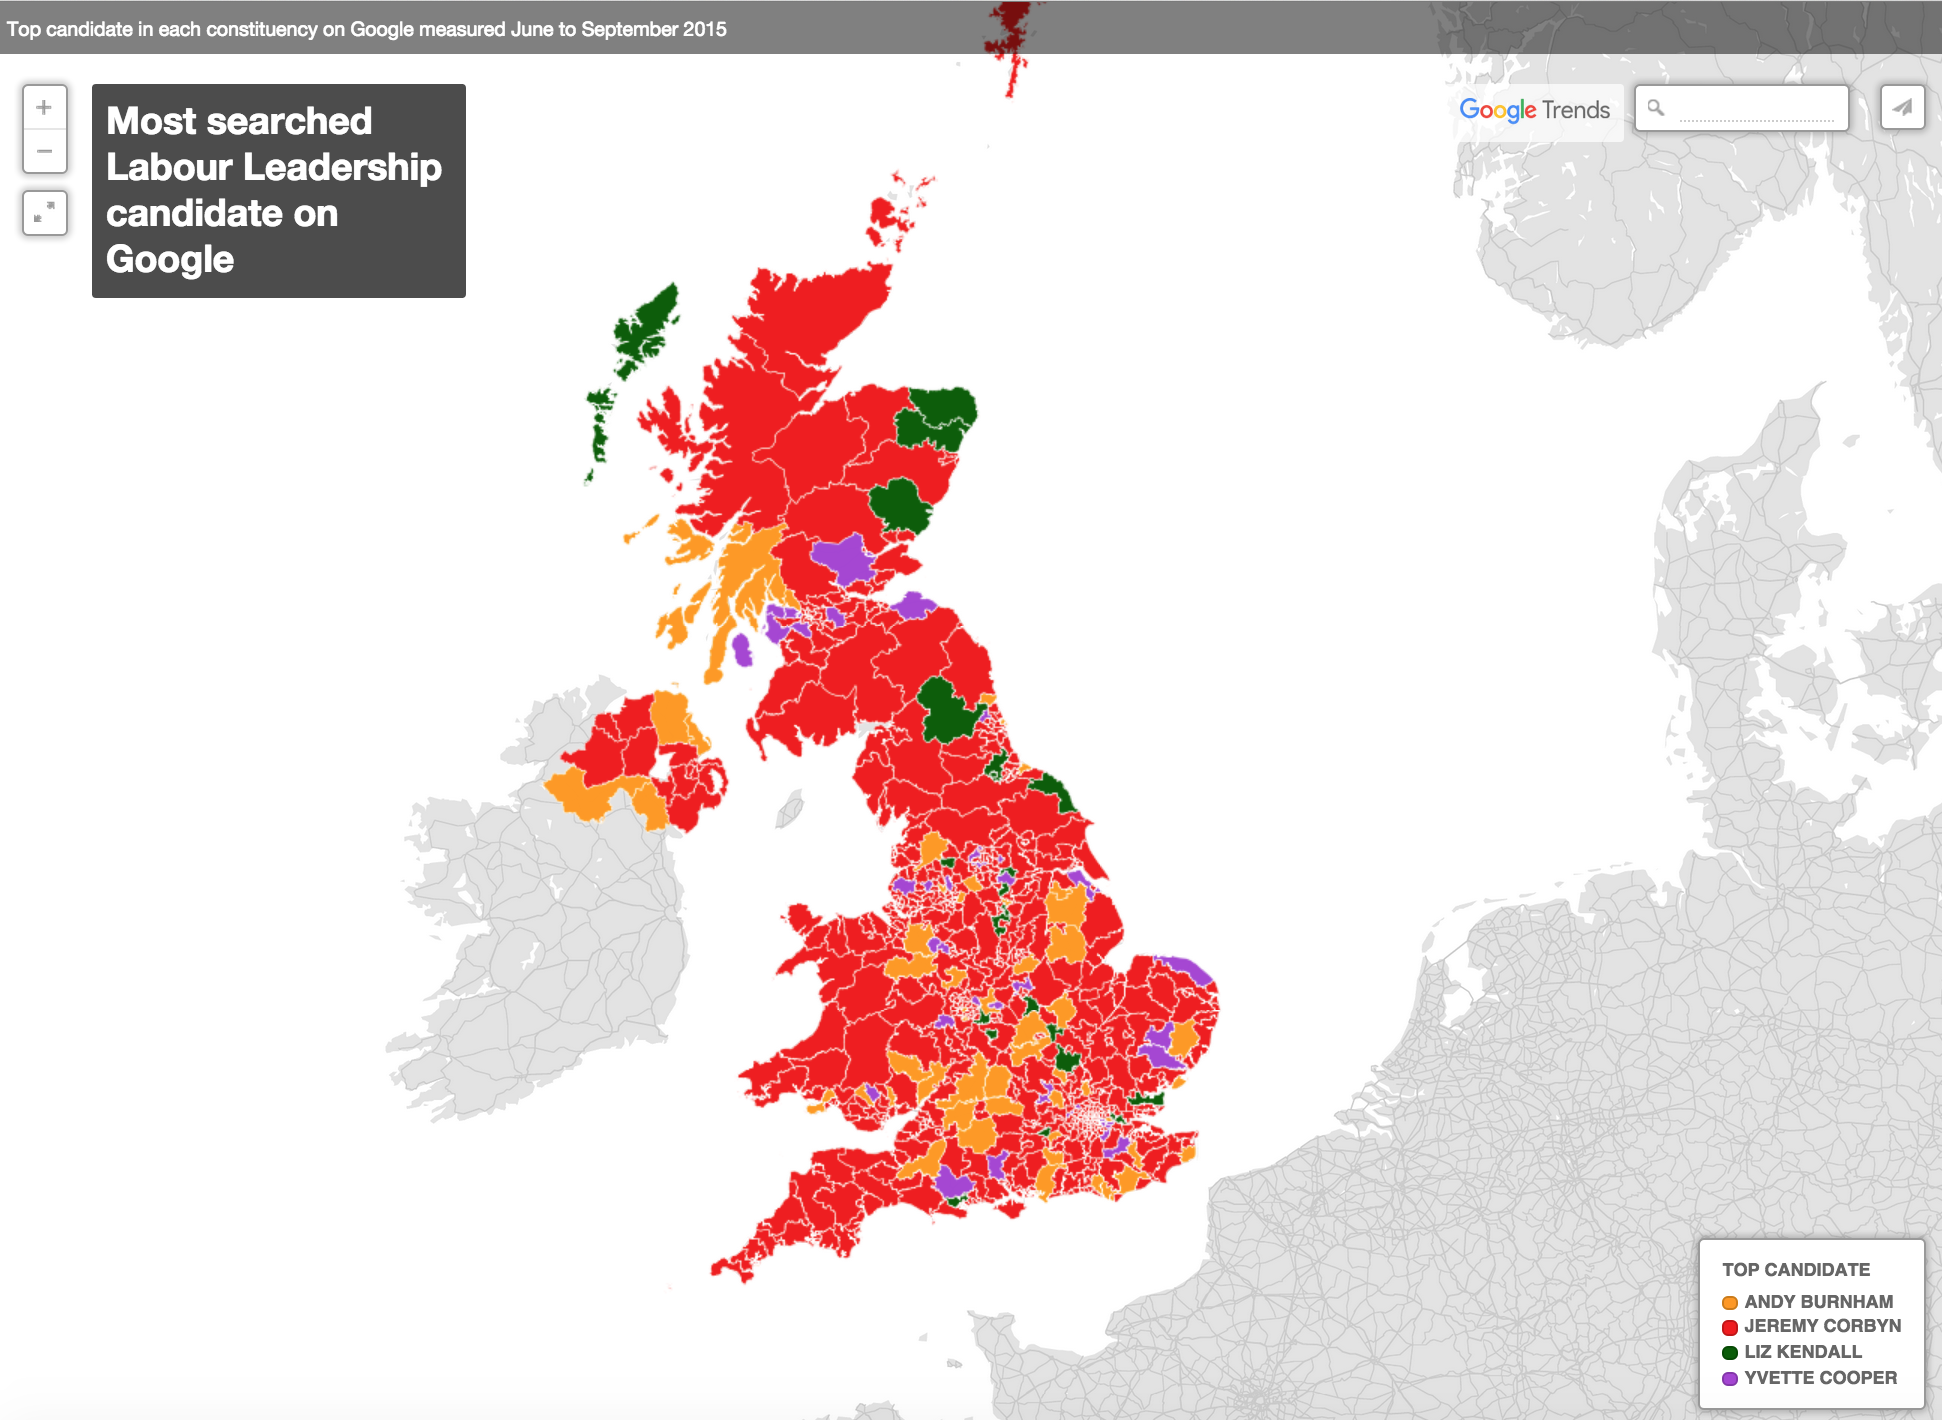 Top candidate in each constituency on Google measured June to September 2015
+
−
Most searched
Labour Leadership
candidate on
Google
Google Trends
TOP CANDIDATE
ANDY BURNHAM
JEREMY CORBYN
LIZ KENDALL
YVETTE COOPER